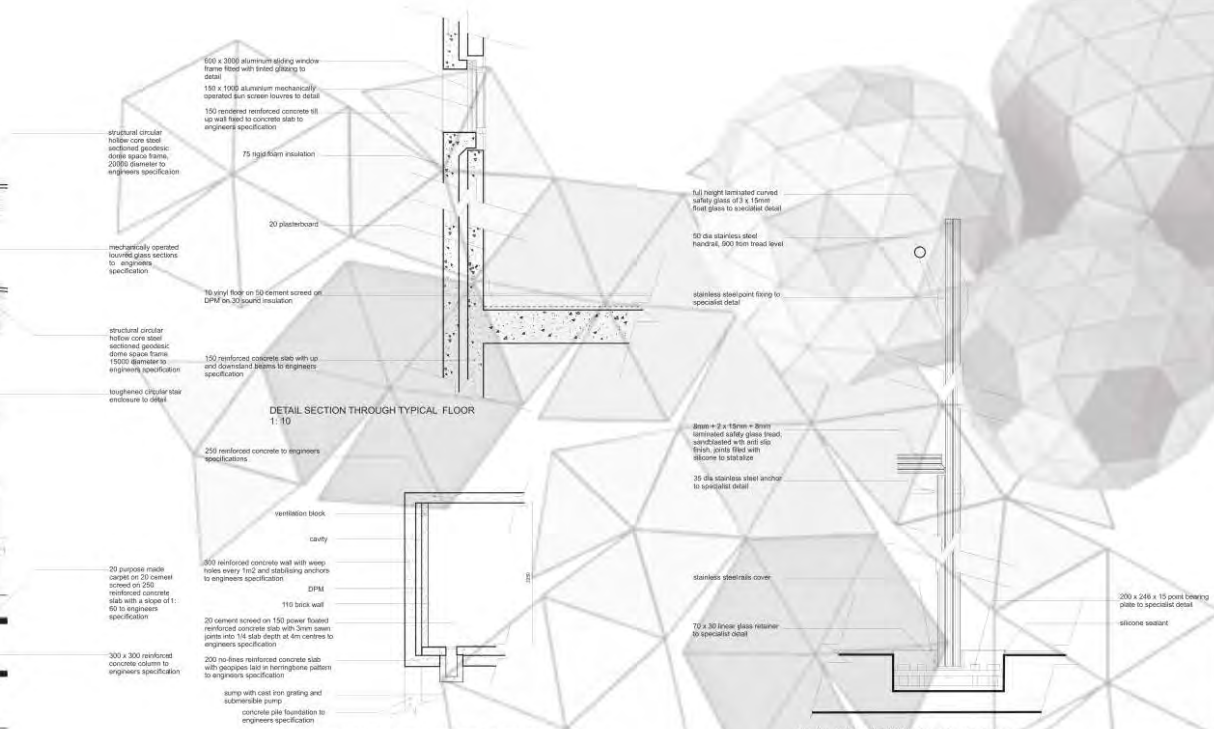 structural circular
hollow core steel
sectioned geodesic
dome space frame,
20000 diameter to
engineers specification
mechanically operated
louvred glass sections
to engineers
specification
structural circular
hollow core steel
sectioned geodesic
dome space frame,
15000 diameter to
engineers specification
toughened circular stair
enclosure to detail
20 purpose made
carpet on 20 cement
screed on 250
reinforced concrete
slab with a slope of 1:
60 to engineers
specification
300 x 300 reinforced
concrete column to
engineers specification
600 x 3000 aluminum sliding window
frame fitted with tinted glazing to
detail
150 x 1000 aluminium mechanically
operated sun screen louvres to detail
150 rendered reinforced concrete tilt
up wall fixed to concrete slab to
engineers specification
75 rigid foam insulation
20 plasterboard
10 vinyl floor on 50 cement screed on
DPM on 30 sound insulation
150 reinforced concrete slab with up
and downstand beams to engineers
specification
DETAIL SECTION THROUGH TYPICAL FLOOR
1: 10
250 reinforced concrete to engineers
specifications
ventilation block
cavity
300 reinforced concrete wall with weep
holes every 1m2 and stabilising anchors
to engineers specification
DPM
110 brick wall
20 cement screed on 150 power floated
reinforced concrete slab with 3mm sawn
joints into 1/4 slab depth at 4m centres to
engineers specification
200 no-fines reinforced concrete slab
with geopipes laid in herringbone pattern
to engineers specification
sump with cast iron grating and
submersible pump
concrete pile foundation to
engineers specification
full height laminated curved
safety glass of 3 x 15mm
float glass to specialist detail
50 dia stainless steel
handrail, 900 from tread level
stainless steel point fixing to
specialist detail
8mm + 2 x 15mm + 8mm
laminated safety glass tread,
sandblasted with anti slip
finish, joints filled with
silicone to stabilize
35 dia stainless steel anchor
to specialist detail
stainless steel rails cover
70 x 30 linear glass retainer
to specialist detail
200 x 246 x 15 point bearing
plate to specialist detail
silicone sealant